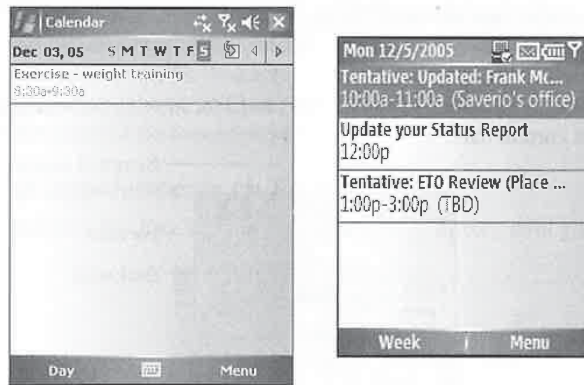 Calendar
Dec 03, 05 S M T W T F S
Exercise - weight training
8:30a-9:30a
Day Menu
Mon 12/5/2005
Tentative: Updated: Frank Mc...
10:00a-11:00a (Saverio's office)
Update your Status Report
12:00p
Tentative: ETO Review (Place ...
1:00p-3:00p (TBD)
Week Menu